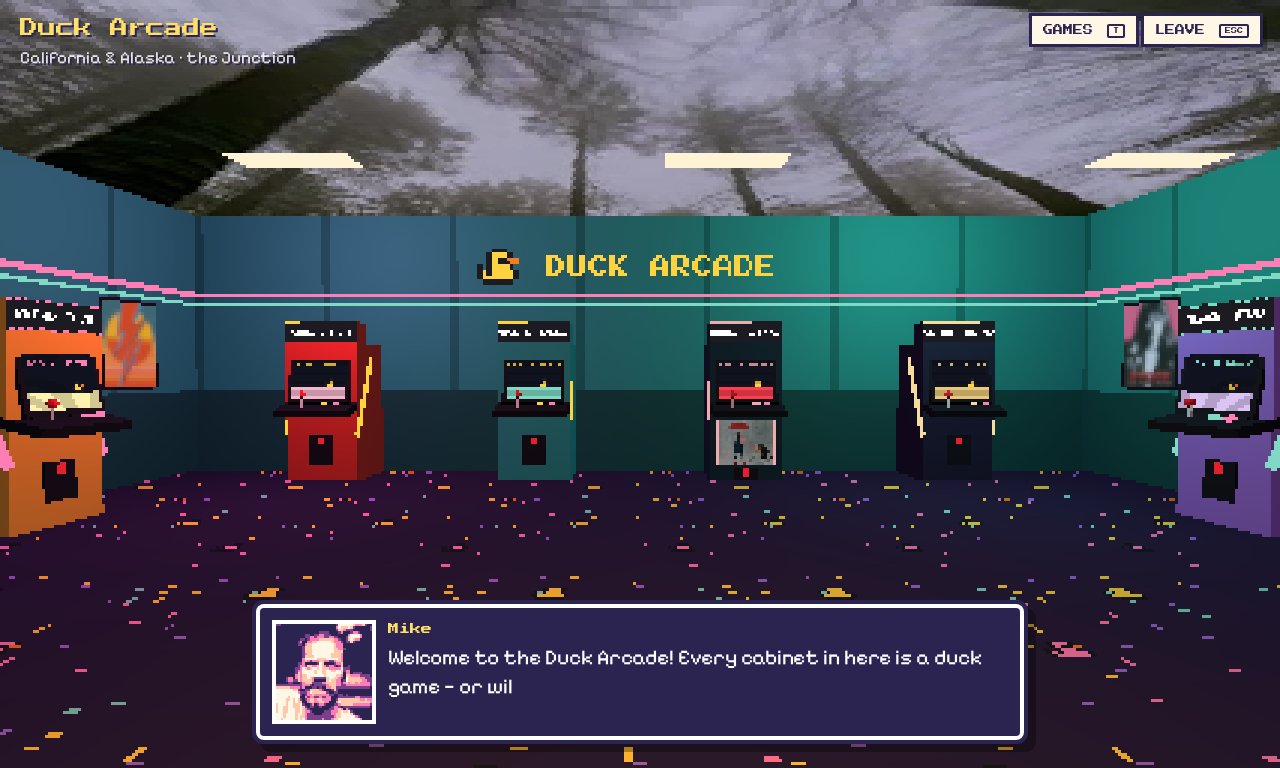 Duck Arcade
California & Alaska · the Junction
GAMES T
LEAVE ESC
DUCK ARCADE
Mike
Welcome to the Duck Arcade! Every cabinet in here is a duck
game – or wil